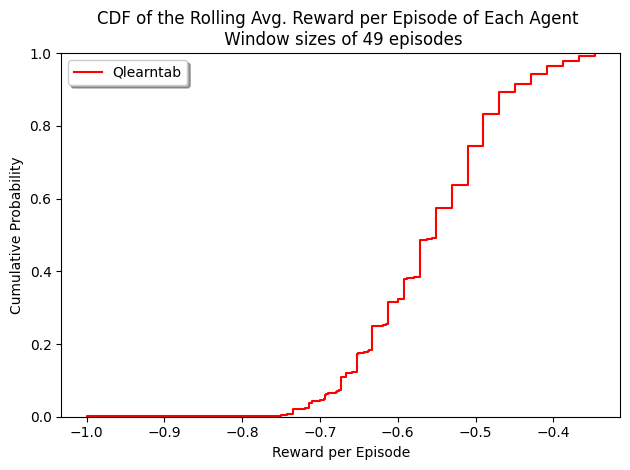 CDF of the Rolling Avg. Reward per Episode of Each Agent
Window sizes of 49 episodes
Qlearntab
Cumulative Probability
1.0
0.8
0.6
0.4
0.2
0.0
−1.0
−0.9
−0.8
−0.7
−0.6
−0.5
−0.4
Reward per Episode